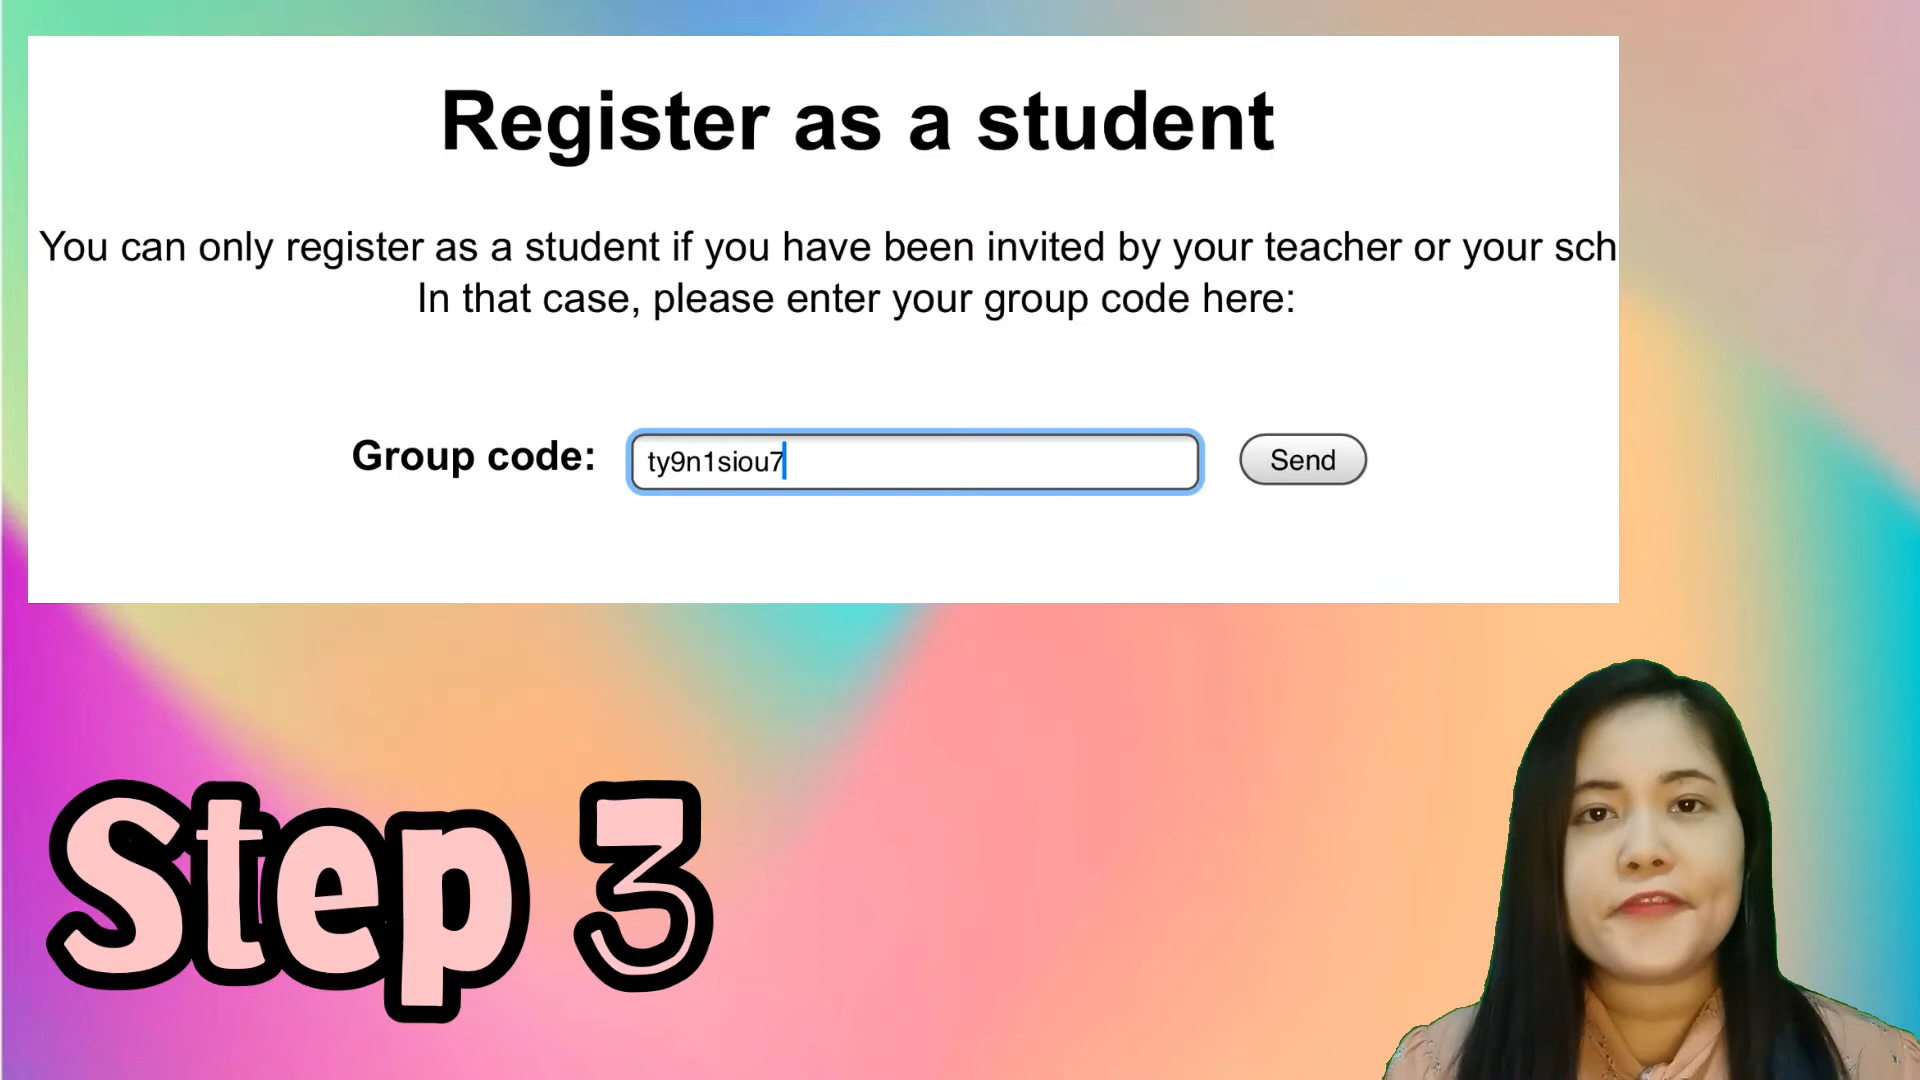 Register as a student
You can only register as a student if you have been invited by your teacher or your sch
In that case, please enter your group code here:
Group code: ty9n1siou7 Send
Step 3